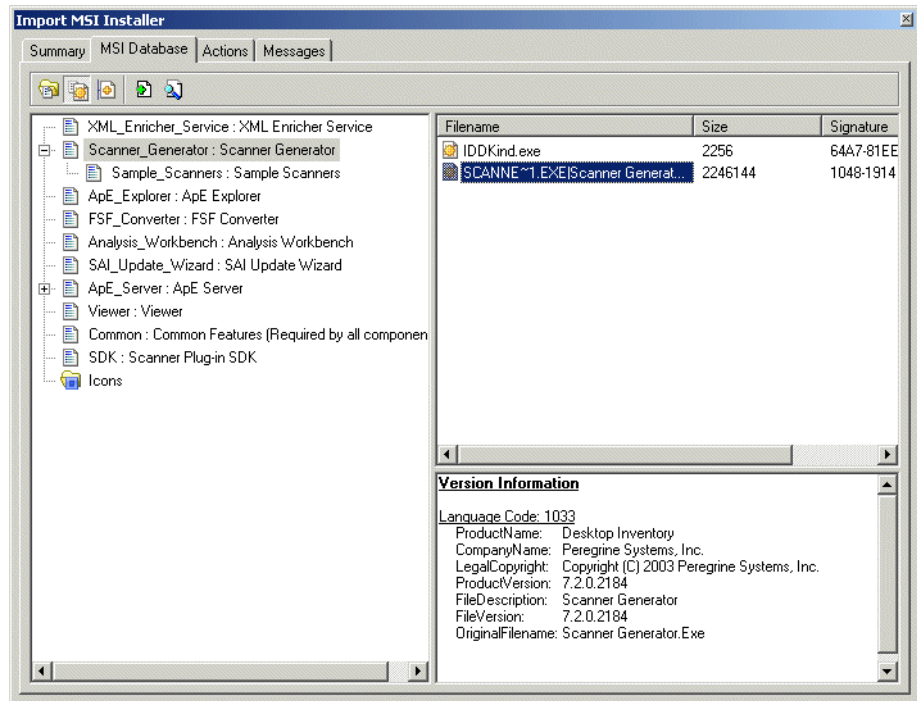 Import MSI Installer
Summary MSI Database Actions Messages
XML_Enricher_Service : XML Enricher Service
Scanner_Generator : Scanner Generator
Sample_Scanners : Sample Scanners
ApE_Explorer : ApE Explorer
FSF_Converter : FSF Converter
Analysis_Workbench : Analysis Workbench
SAI_Update_Wizard : SAI Update Wizard
ApE_Server : ApE Server
Viewer : Viewer
Common : Common Features (Required by all componen
SDK : Scanner Plug-in SDK
Icons
Filename Size Signature
IDDKind.exe 2256 64A7-81EE
SCANNE~1.EXE|Scanner Generat... 2246144 1048-1914
Version Information
Language Code: 1033
ProductName: Desktop Inventory
CompanyName: Peregrine Systems, Inc.
LegalCopyright: Copyright (C) 2003 Peregrine Systems, Inc.
ProductVersion: 7.2.0.2184
FileDescription: Scanner Generator
FileVersion: 7.2.0.2184
OriginalFilename: Scanner Generator.Exe